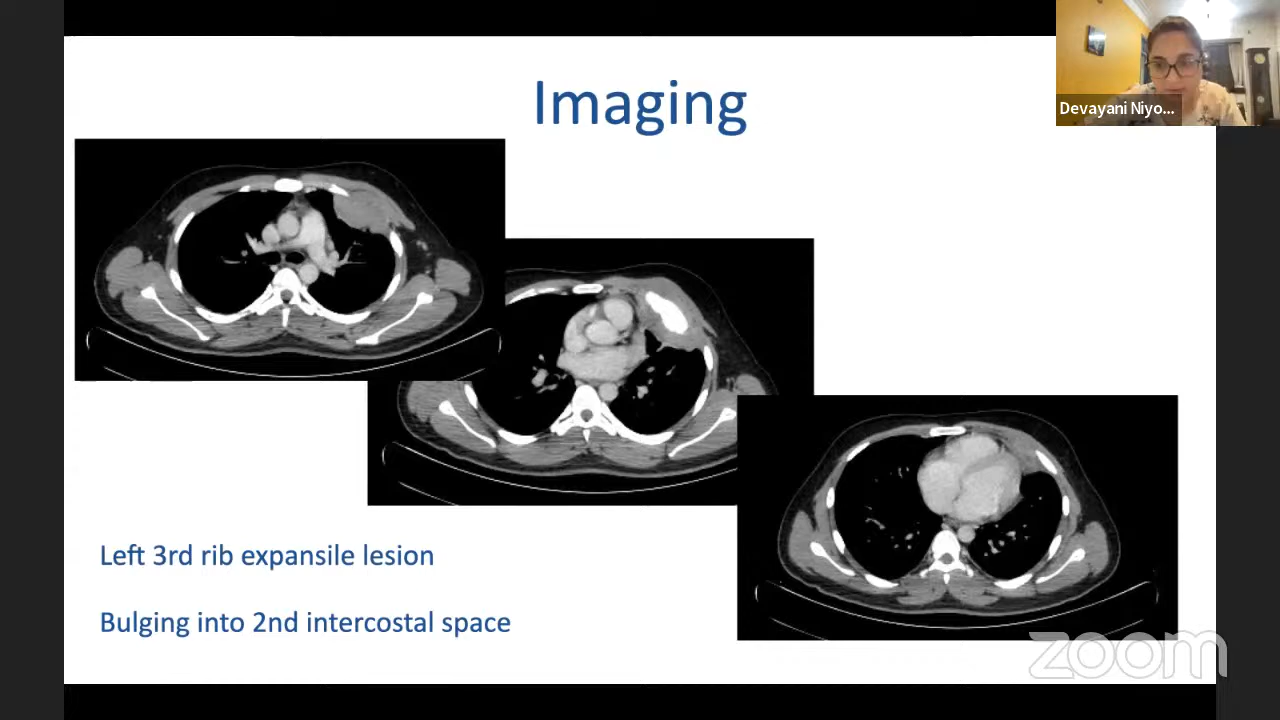 Imaging
Devayani Niyo...
Left 3rd rib expansile lesion
Bulging into 2nd intercostal space
zoom